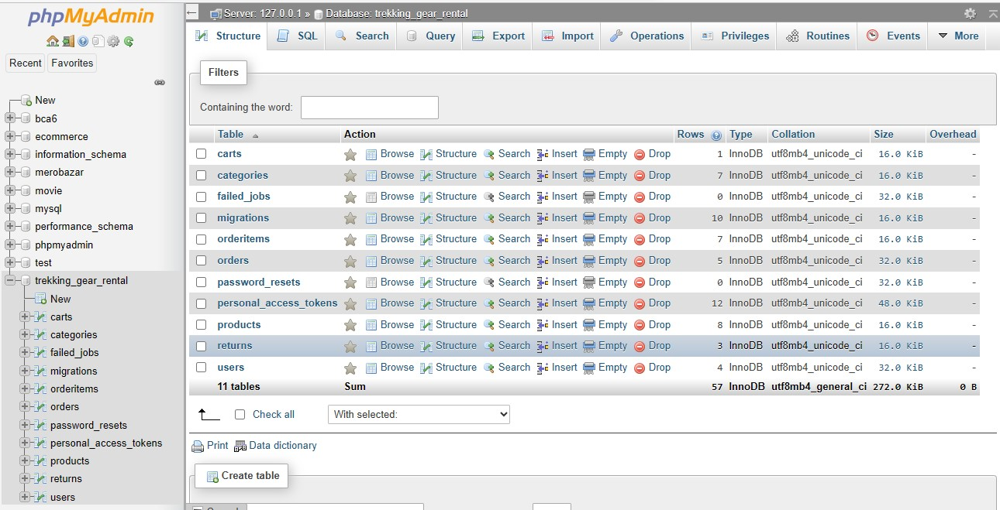 phpMyAdmin
Recent Favorites
New
bca6
ecommerce
information_schema
merobazar
movie
mysql
performance_schema
phpmyadmin
test
trekking_gear_rental
New
carts
categories
failed_jobs
migrations
orderitems
orders
password_resets
personal_access_tokens
products
returns
users
Server: 127.0.0.1 » Database: trekking_gear_rental
Structure SQL Search Query Export Import Operations Privileges Routines Events More
Filters
Containing the word:
Table Action Rows Type Collation Size Overhead
carts Browse Structure Search Insert Empty Drop 1 InnoDB utf8mb4_unicode_ci 16.0 KiB -
categories Browse Structure Search Insert Empty Drop 7 InnoDB utf8mb4_unicode_ci 16.0 KiB -
failed_jobs Browse Structure Search Insert Empty Drop 0 InnoDB utf8mb4_unicode_ci 32.0 KiB -
migrations Browse Structure Search Insert Empty Drop 10 InnoDB utf8mb4_unicode_ci 16.0 KiB -
orderitems Browse Structure Search Insert Empty Drop 7 InnoDB utf8mb4_unicode_ci 16.0 KiB -
orders Browse Structure Search Insert Empty Drop 5 InnoDB utf8mb4_unicode_ci 32.0 KiB -
password_resets Browse Structure Search Insert Empty Drop 0 InnoDB utf8mb4_unicode_ci 32.0 KiB -
personal_access_tokens Browse Structure Search Insert Empty Drop 12 InnoDB utf8mb4_unicode_ci 48.0 KiB -
products Browse Structure Search Insert Empty Drop 8 InnoDB utf8mb4_unicode_ci 16.0 KiB -
returns Browse Structure Search Insert Empty Drop 3 InnoDB utf8mb4_unicode_ci 16.0 KiB -
users Browse Structure Search Insert Empty Drop 4 InnoDB utf8mb4_unicode_ci 32.0 KiB -
11 tables Sum 57 InnoDB utf8mb4_general_ci 272.0 KiB 0 B
Check all With selected:
Print Data dictionary
Create table